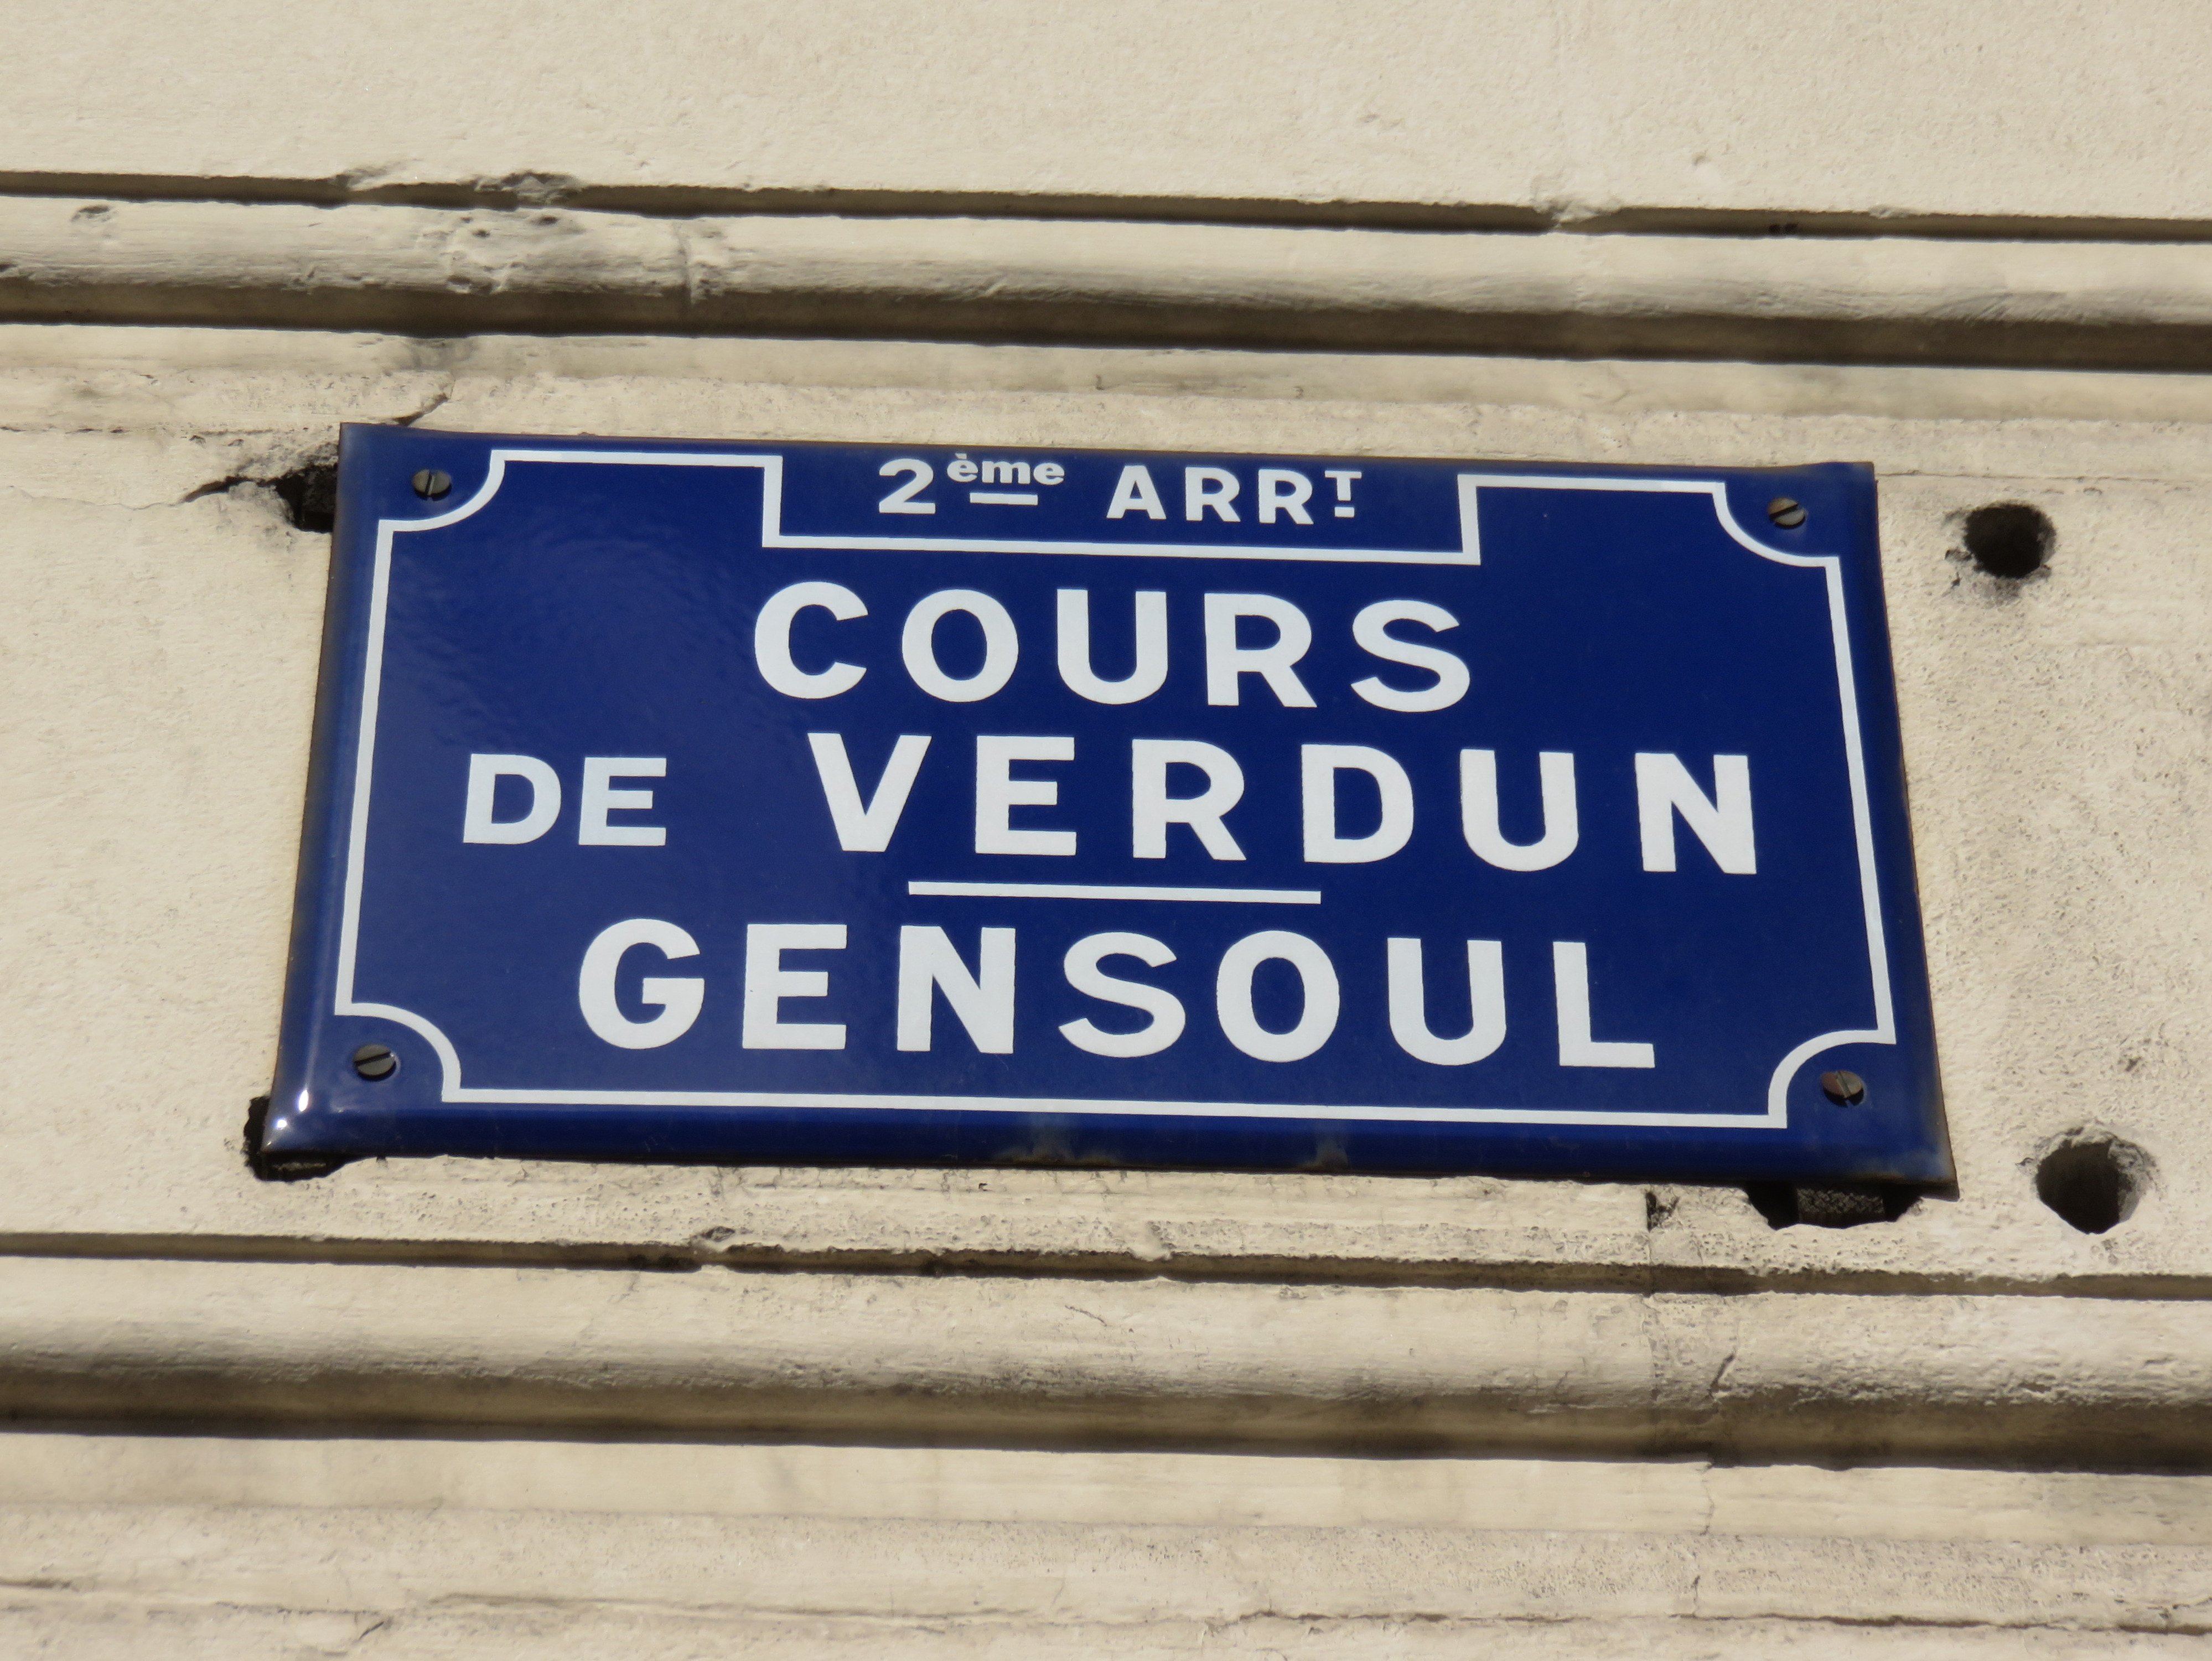 2ème ARRT
COURS
DE VERDUN
GENSOUL